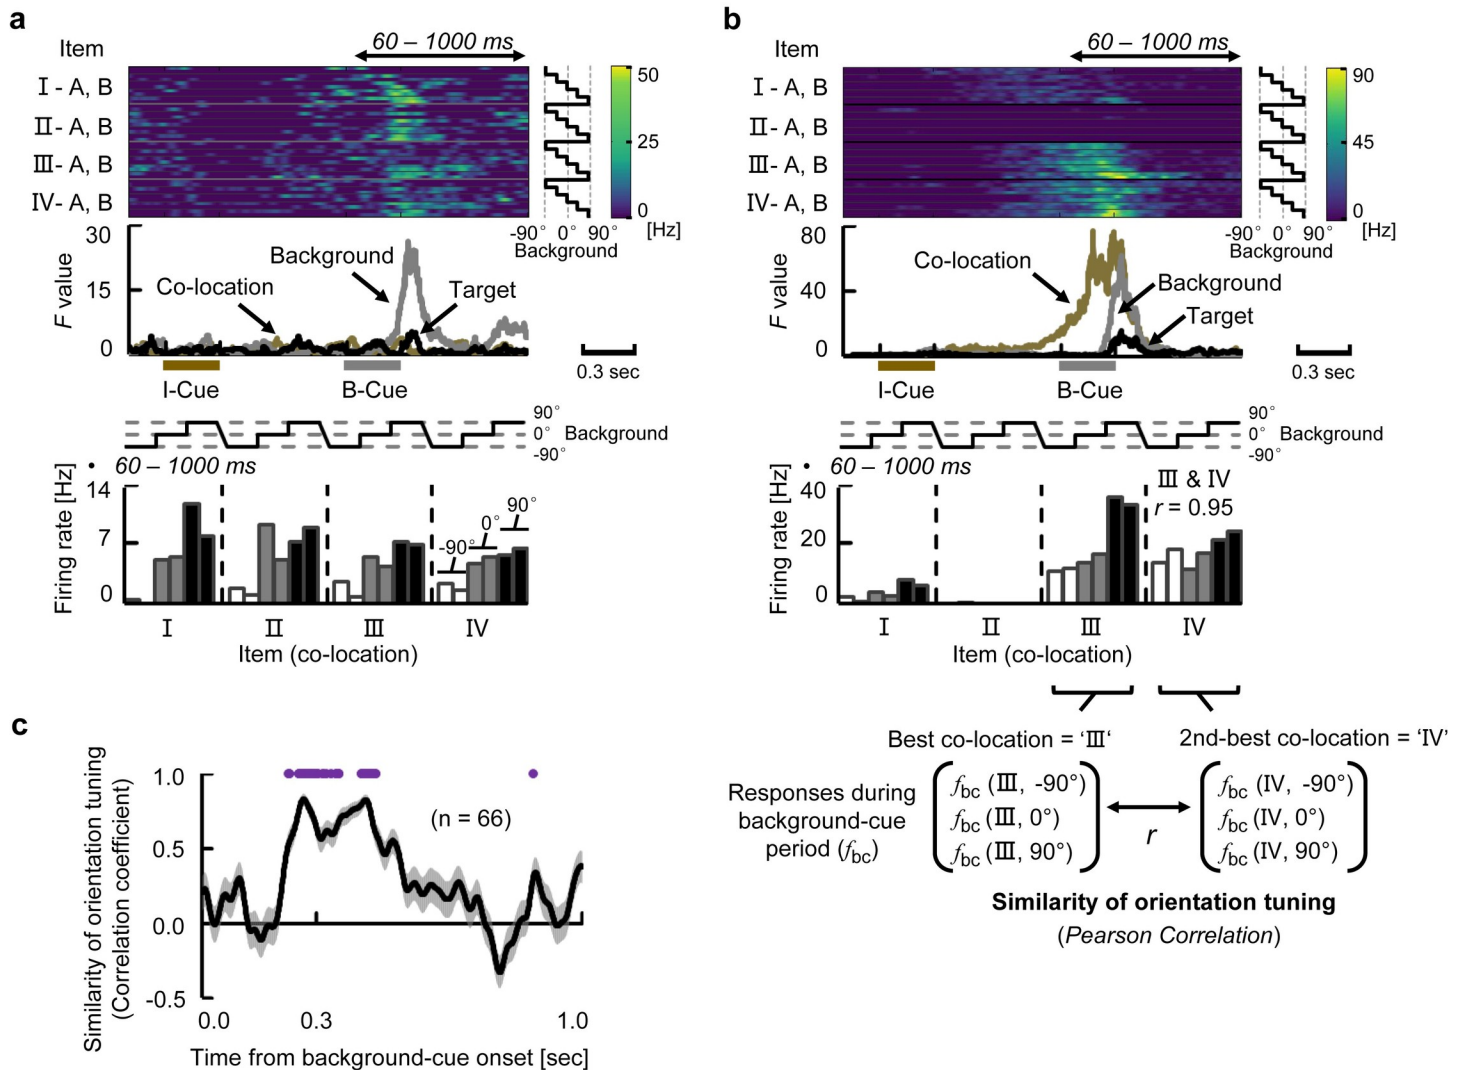 a
Item
60 – 1000 ms
I - A, B
II- A, B
III- A, B
IV- A, B
50
25
0
[Hz]
-90° 0° 90°
Background
30
15
0
F value
Background
Co-location
Target
I-Cue
B-Cue
0.3 sec
90°
0°
-90°
Background
60 – 1000 ms
14
7
0
Firing rate [Hz]
-90°
0°
90°
I
II
III
IV
Item (co-location)
b
Item
60 – 1000 ms
I - A, B
II- A, B
III- A, B
IV- A, B
90
45
0
[Hz]
-90° 0° 90°
Background
80
40
0
F value
Co-location
Background
Target
I-Cue
B-Cue
0.3 sec
90°
0°
-90°
Background
60 – 1000 ms
III & IV
r = 0.95
40
20
0
Firing rate [Hz]
I
II
III
IV
Item (co-location)
Best co-location = ‘III‘
2nd-best co-location = ‘IV’
Responses during
background-cue
period (fbc)
fbc (III, -90°)
fbc (III, 0°)
fbc (III, 90°)
r
fbc (IV, -90°)
fbc (IV, 0°)
fbc (IV, 90°)
Similarity of orientation tuning
(Pearson Correlation)
c
Similarity of orientation tuning
(Correlation coefficient)
1.0
0.5
0.0
-0.5
(n = 66)
0.0
0.3
1.0
Time from background-cue onset [sec]